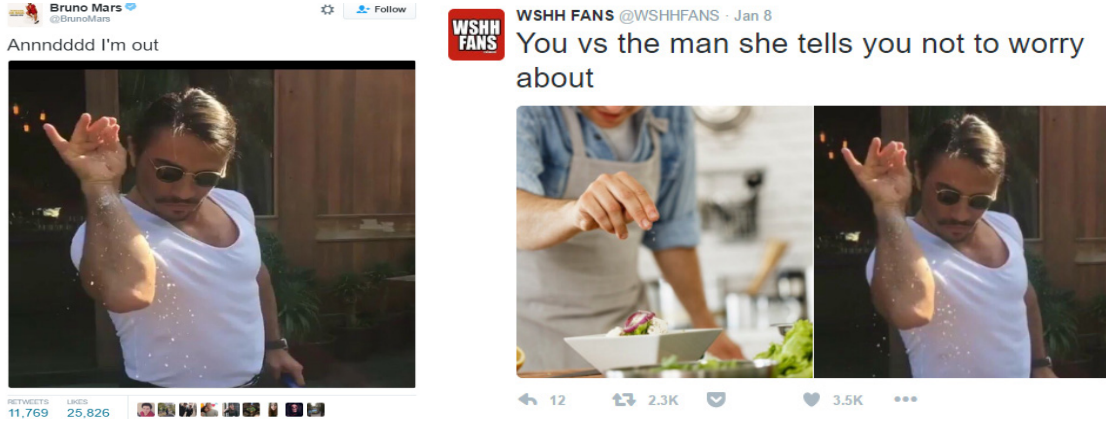 Bruno Mars
@BrunoMars
Follow
Annndddd I'm out
RETWEETS LIKES
11,769 25,826
WSHH
FANS
WSHH FANS @WSHHFANS · Jan 8
You vs the man she tells you not to worry
about
12 2.3K 3.5K